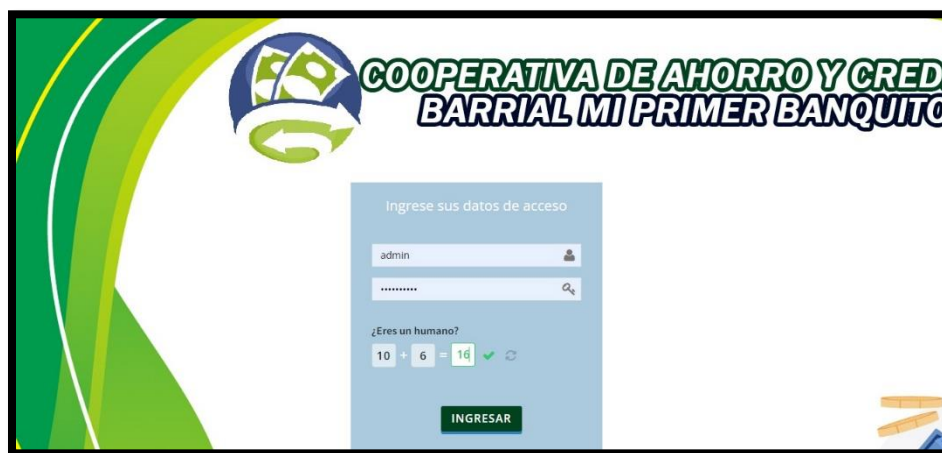 COOPERATIVA DE AHORRO Y CRED
BARRIAL MI PRIMER BANQUITO
Ingrese sus datos de acceso
admin
••••••••••
¿Eres un humano?
10 + 6 = 16
INGRESAR